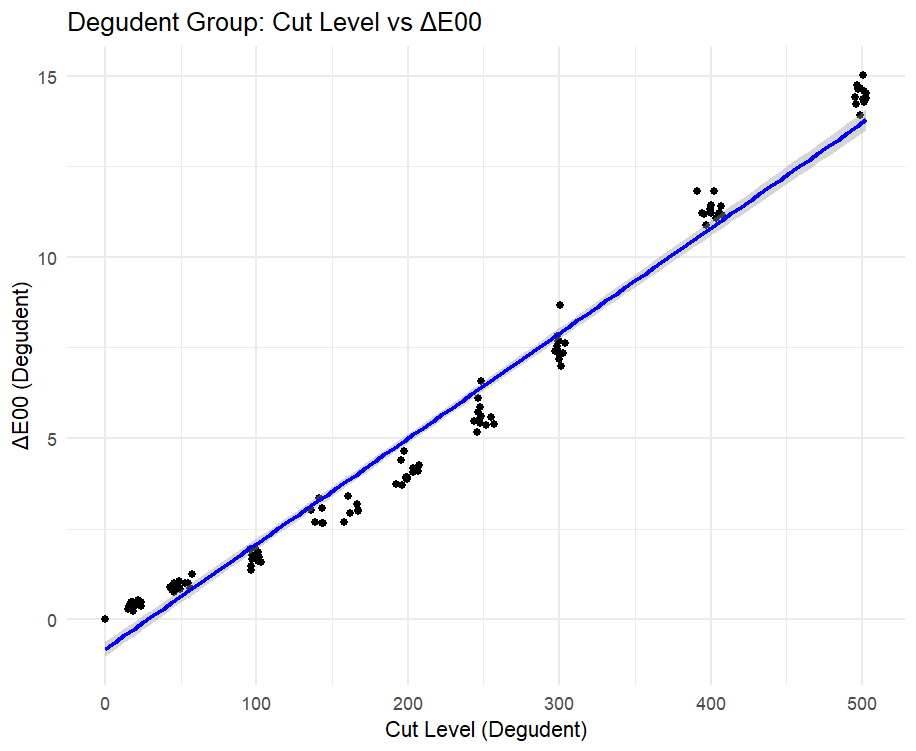 Degudent Group: Cut Level vs ΔE00
15
10
5
0
ΔE00 (Degudent)
0 100 200 300 400 500
Cut Level (Degudent)